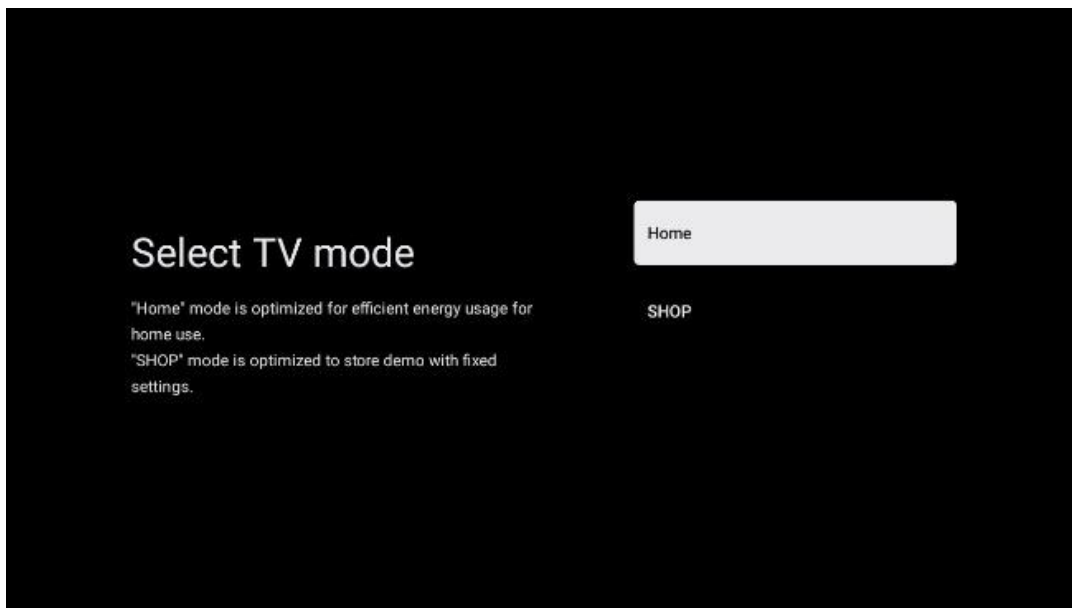 Select TV mode
"Home" mode is optimized for efficient energy usage for
home use.
"SHOP" mode is optimized to store demo with fixed
settings.
Home
SHOP